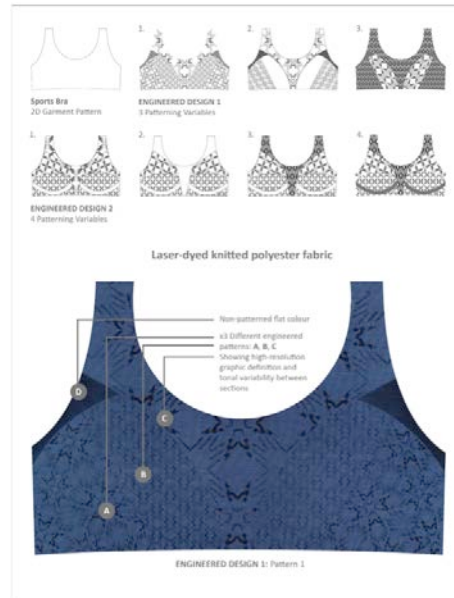 1.
2.
3.
Sports Bra
2D Garment Pattern
ENGINEERED DESIGN 1
3 Patterning Variables
1.
2.
3.
4.
ENGINEERED DESIGN 2
4 Patterning Variables
Laser-dyed knitted polyester fabric
Non-patterned flat colour
x3 Different engineered
patterns: A, B, C
Showing high-resolution
graphic definition and
tonal variability between
sections
D
C
B
A
ENGINEERED DESIGN 1: Pattern 1